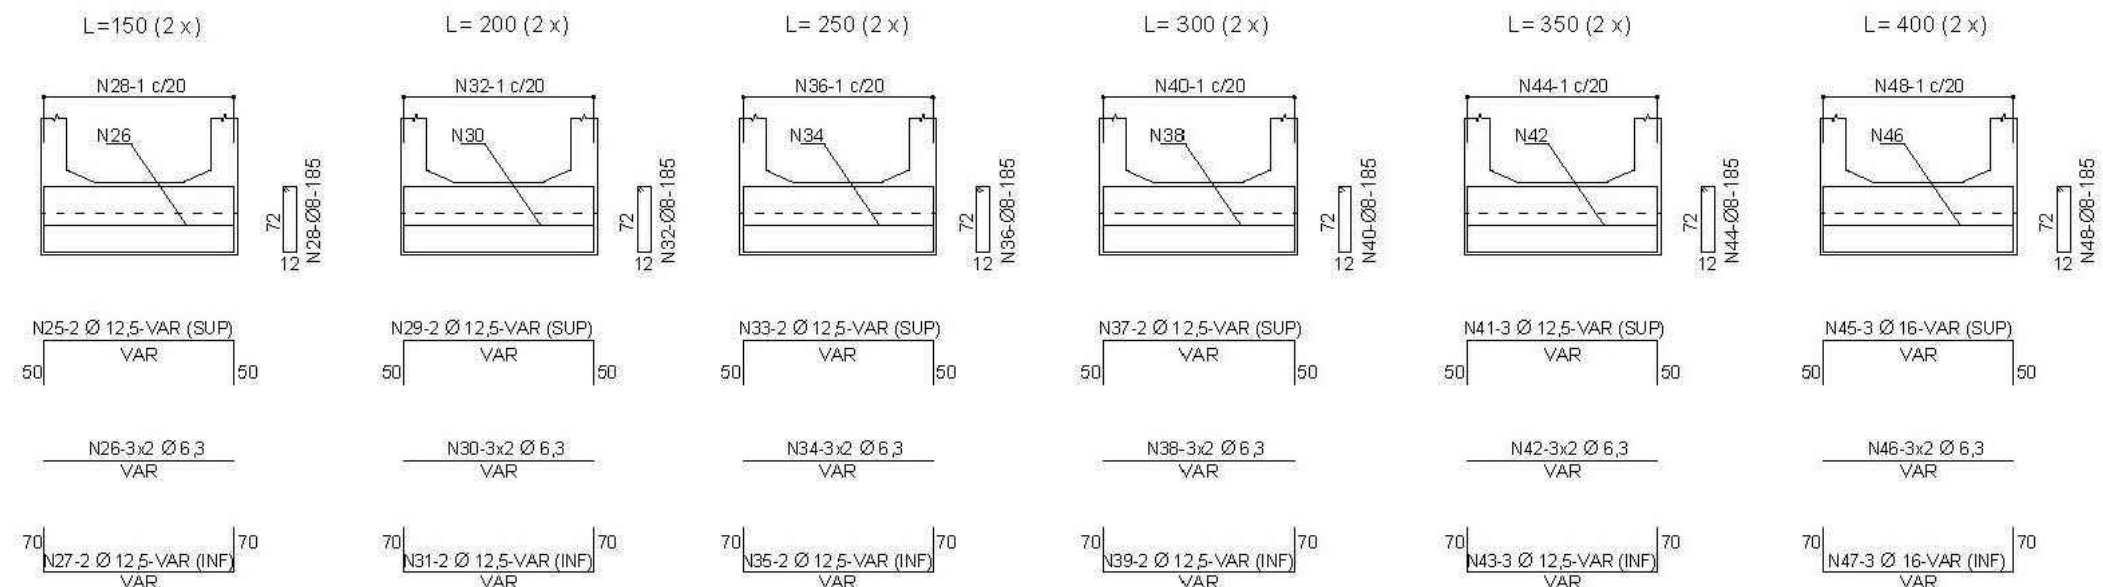 L=150 (2 x)
N28-1 c/20
N26
72
12
N28-Ø8-185
N25-2 Ø 12,5-VAR (SUP)
VAR
50
50
N26-3x2 Ø 6,3
VAR
70
70
N27-2 Ø 12,5-VAR (INF)
VAR
L= 200 (2 x)
N32-1 c/20
N30
72
12
N32-Ø8-185
N29-2 Ø 12,5-VAR (SUP)
VAR
50
50
N30-3x2 Ø 6,3
VAR
70
70
N31-2 Ø 12,5-VAR (INF)
VAR
L= 250 (2 x)
N36-1 c/20
N34
72
12
N36-Ø8-185
N33-2 Ø 12,5-VAR (SUP)
VAR
50
50
N34-3x2 Ø 6,3
VAR
70
70
N35-2 Ø 12,5-VAR (INF)
VAR
L= 300 (2 x)
N40-1 c/20
N38
72
12
N40-Ø8-185
N37-2 Ø 12,5-VAR (SUP)
VAR
50
50
N38-3x2 Ø 6,3
VAR
70
70
N39-2 Ø 12,5-VAR (INF)
VAR
L= 350 (2 x)
N44-1 c/20
N42
72
12
N44-Ø8-185
N41-3 Ø 12,5-VAR (SUP)
VAR
50
50
N42-3x2 Ø 6,3
VAR
70
70
N43-3 Ø 12,5-VAR (INF)
VAR
L= 400 (2 x)
N48-1 c/20
N46
72
12
N48-Ø8-185
N45-3 Ø 16-VAR (SUP)
VAR
50
50
N46-3x2 Ø 6,3
VAR
70
70
N47-3 Ø 16-VAR (INF)
VAR